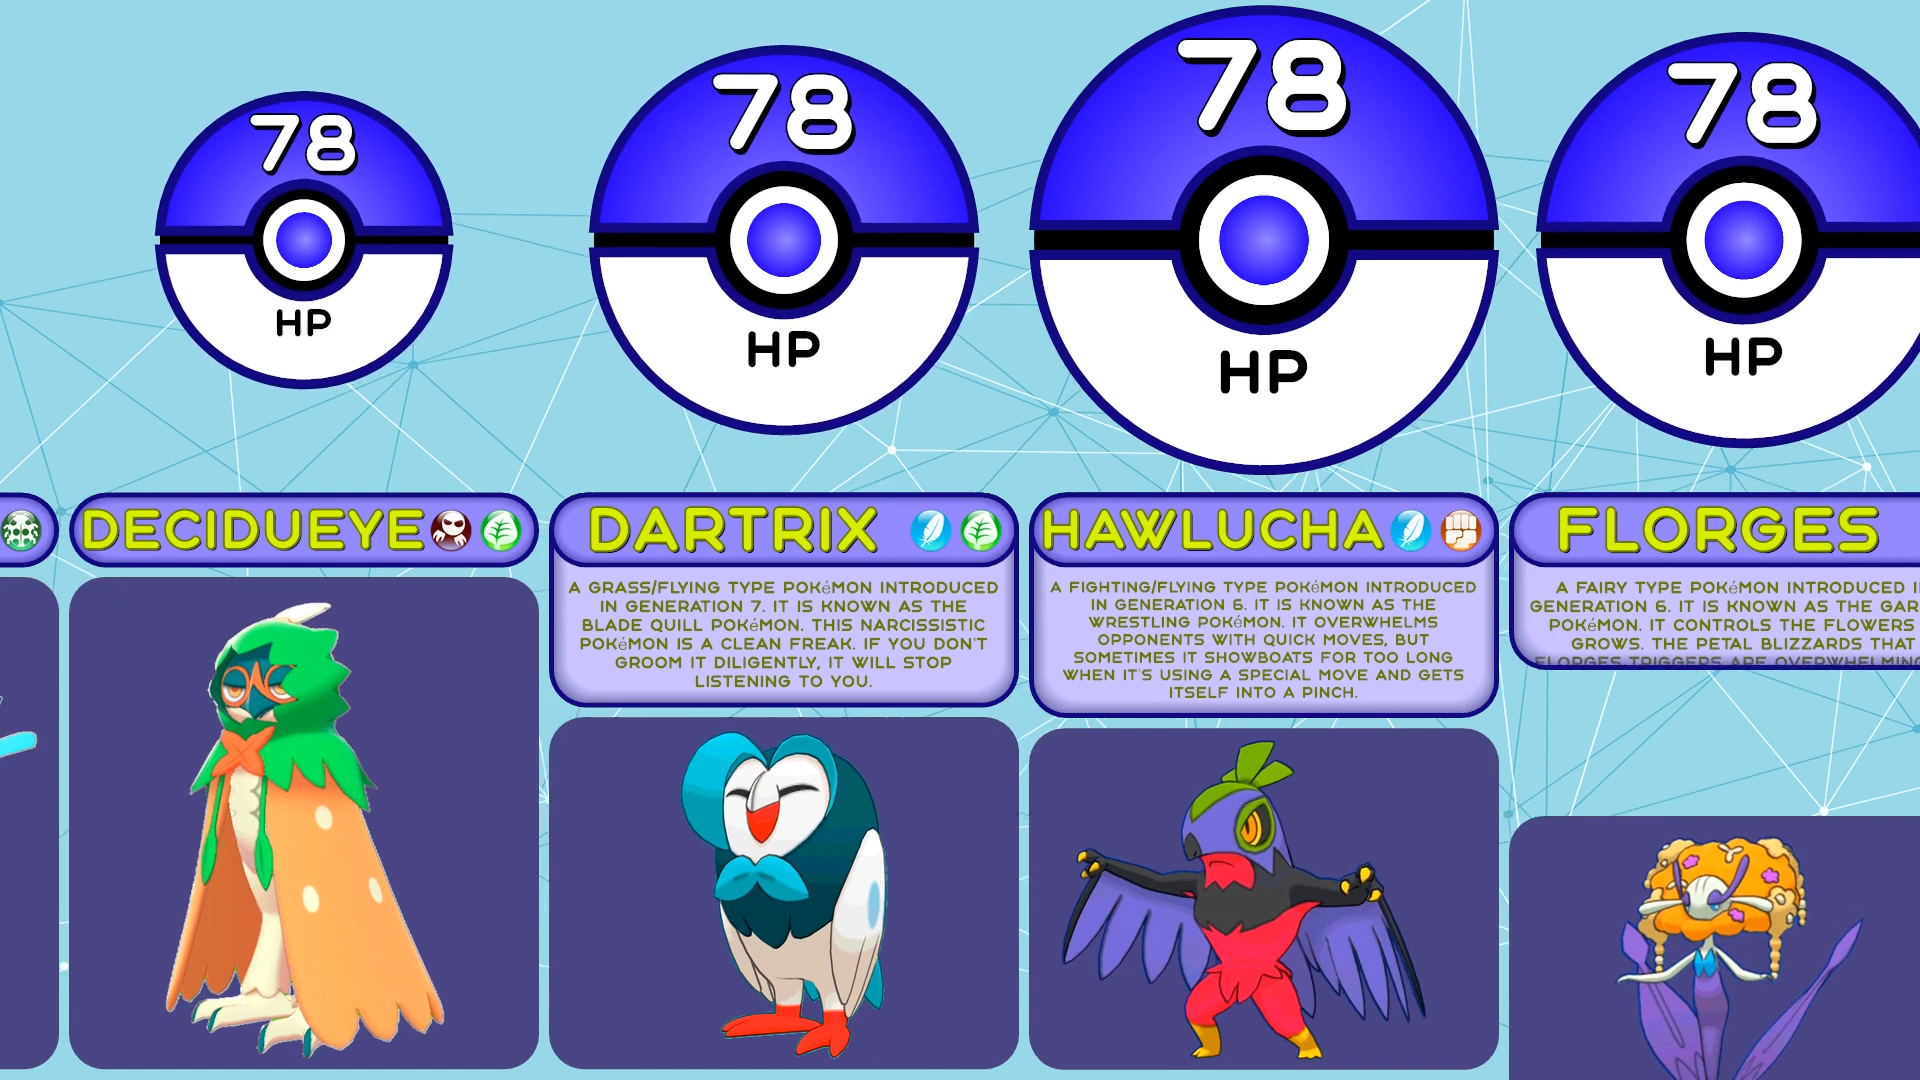 78
HP
DECIDUEYE
78
HP
DARTRIX
A GRASS/FLYING TYPE POKéMON INTRODUCED
IN GENERATION 7. IT IS KNOWN AS THE
BLADE QUILL POKéMON. THIS NARCISSISTIC
POKéMON IS A CLEAN FREAK. IF YOU DON'T
GROOM IT DILIGENTLY, IT WILL STOP
LISTENING TO YOU.
78
HP
HAWLUCHA
A FIGHTING/FLYING TYPE POKéMON INTRODUCED
IN GENERATION 6. IT IS KNOWN AS THE
WRESTLING POKéMON. IT OVERWHELMS
OPPONENTS WITH QUICK MOVES, BUT
SOMETIMES IT SHOWBOATS FOR TOO LONG
WHEN IT'S USING A SPECIAL MOVE AND GETS
ITSELF INTO A PINCH.
78
HP
FLORGES
A FAIRY TYPE POKéMON INTRODUCED
GENERATION 6. IT IS KNOWN AS THE GAR
POKéMON. IT CONTROLS THE FLOWERS
GROWS. THE PETAL BLIZZARDS THAT
FLORGES TRIGGERS ARE OVERWHELMING